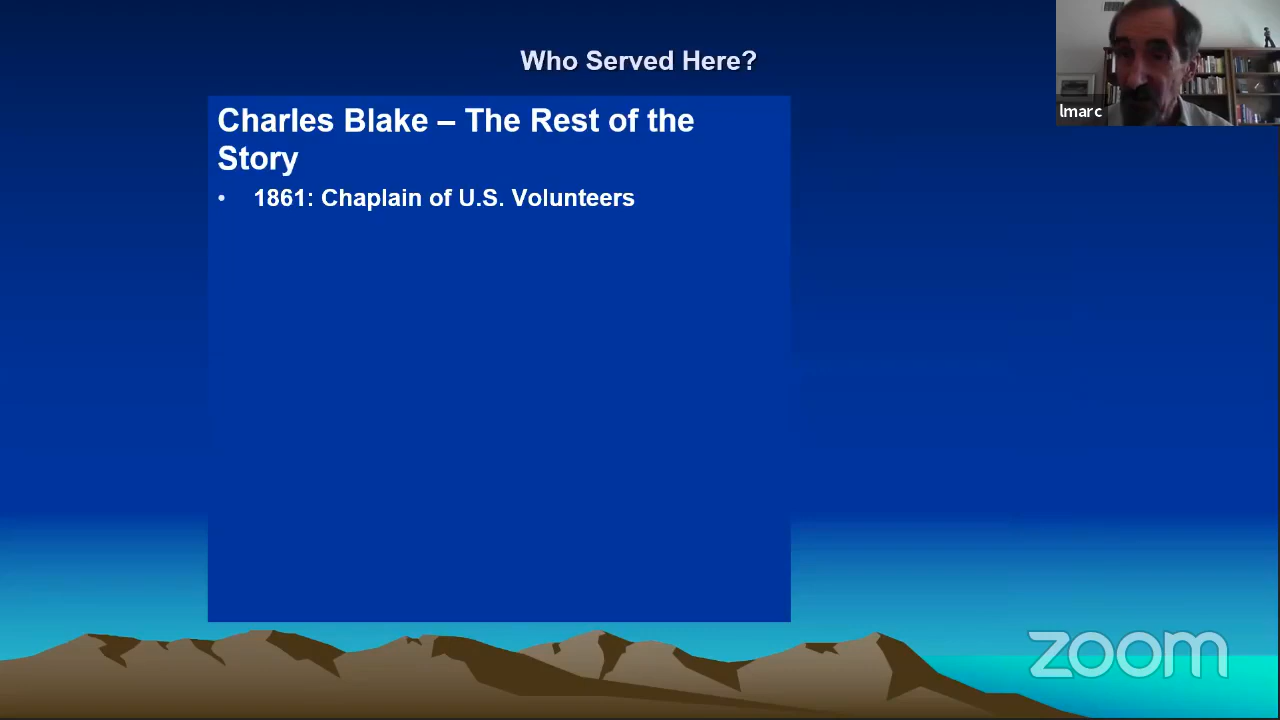 Who Served Here?
lmarc
Charles Blake – The Rest of the
Story
• 1861: Chaplain of U.S. Volunteers
zoom